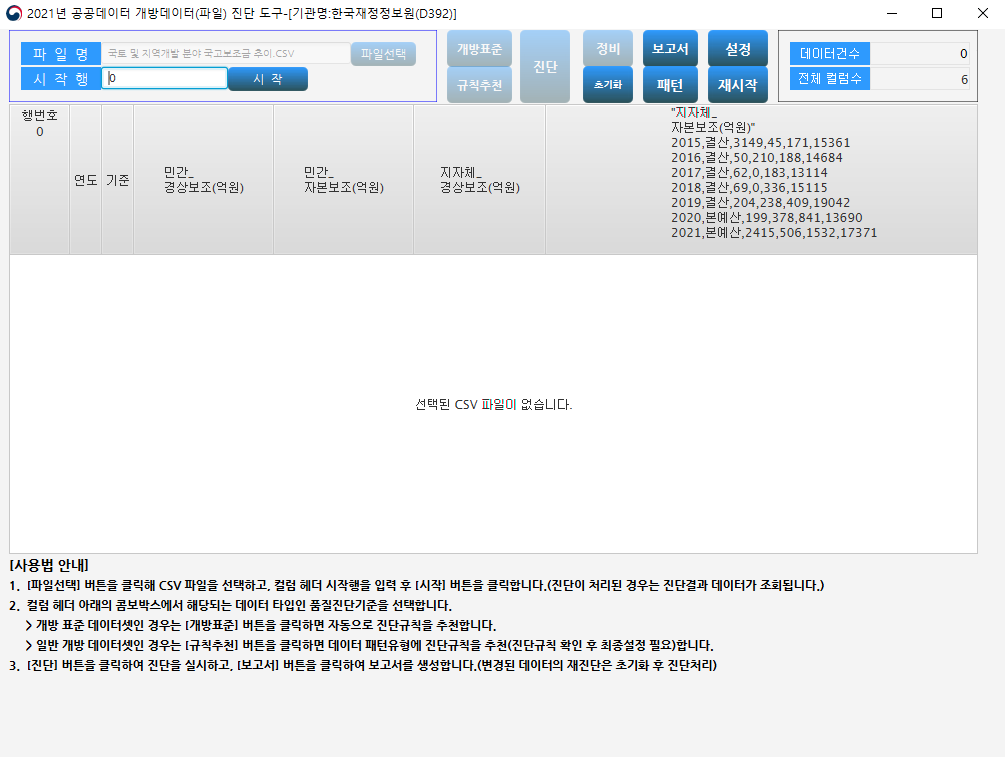 2021년 공공데이터 개방데이터(파일) 진단 도구-[기관명:한국재정정보원(D392)]
파 일 명 국토 및 지역개발 분야 국고보조금 추이.CSV 파일선택
시 작 행 0 시 작
개방표준
규칙추천
진단
정비
초기화
보고서
패턴
설정
재시작
데이터건수 0
전체 컬럼수 6
행번호
0
연도
기준
민간_
경상보조(억원)
민간_
자본보조(억원)
지자체_
경상보조(억원)
"지자체_
자본보조(억원)"
2015,결산,3149,45,171,15361
2016,결산,50,210,188,14684
2017,결산,62,0,183,13114
2018,결산,69,0,336,15115
2019,결산,204,238,409,19042
2020,본예산,199,378,841,13690
2021,본예산,2415,506,1532,17371
선택된 CSV 파일이 없습니다.
[사용법 안내]
1. [파일선택] 버튼을 클릭해 CSV 파일을 선택하고, 컬럼 헤더 시작행을 입력 후 [시작] 버튼을 클릭합니다.(진단이 처리된 경우는 진단결과 데이터가 조회됩니다.)
2. 컬럼 헤더 아래의 콤보박스에서 해당되는 데이터 타입인 품질진단기준을 선택합니다.
> 개방 표준 데이터셋인 경우는 [개방표준] 버튼을 클릭하면 자동으로 진단규칙을 추천합니다.
> 일반 개방 데이터셋인 경우는 [규칙추천] 버튼을 클릭하면 데이터 패턴유형에 진단규칙을 추천(진단규칙 확인 후 최종설정 필요)합니다.
3. [진단] 버튼을 클릭하여 진단을 실시하고, [보고서] 버튼을 클릭하여 보고서를 생성합니다.(변경된 데이터의 재진단은 초기화 후 진단처리)